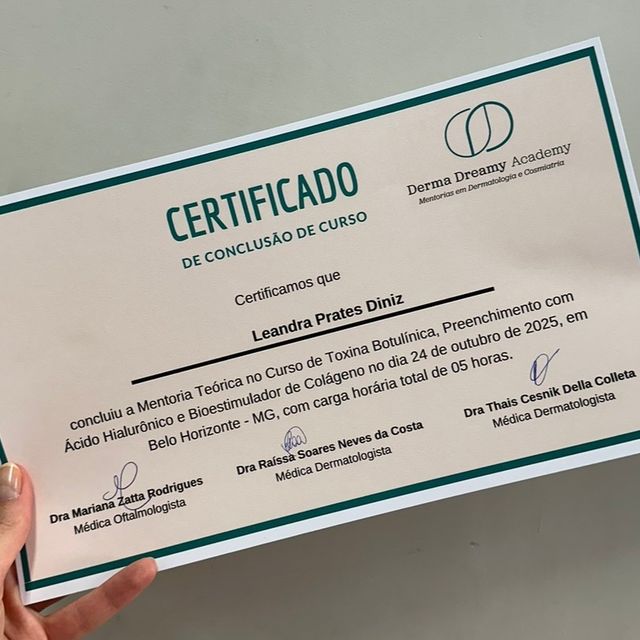 Derma Dreamy Academy
Mentorias em Dermatologia e Cosmiatria
CERTIFICADO
DE CONCLUSÃO DE CURSO
Certificamos que
Leandra Prates Diniz
concluiu a Mentoria Teórica no Curso de Toxina Botulínica, Preenchimento com
Ácido Hialurônico e Bioestimulador de Colágeno no dia 24 de outubro de 2025, em
Belo Horizonte - MG, com carga horária total de 05 horas.
Dra Mariana Zatta Rodrigues
Médica Oftalmologista
Dra Raíssa Soares Neves da Costa
Médica Dermatologista
Dra Thais Cesnik Della Colleta
Médica Dermatologista